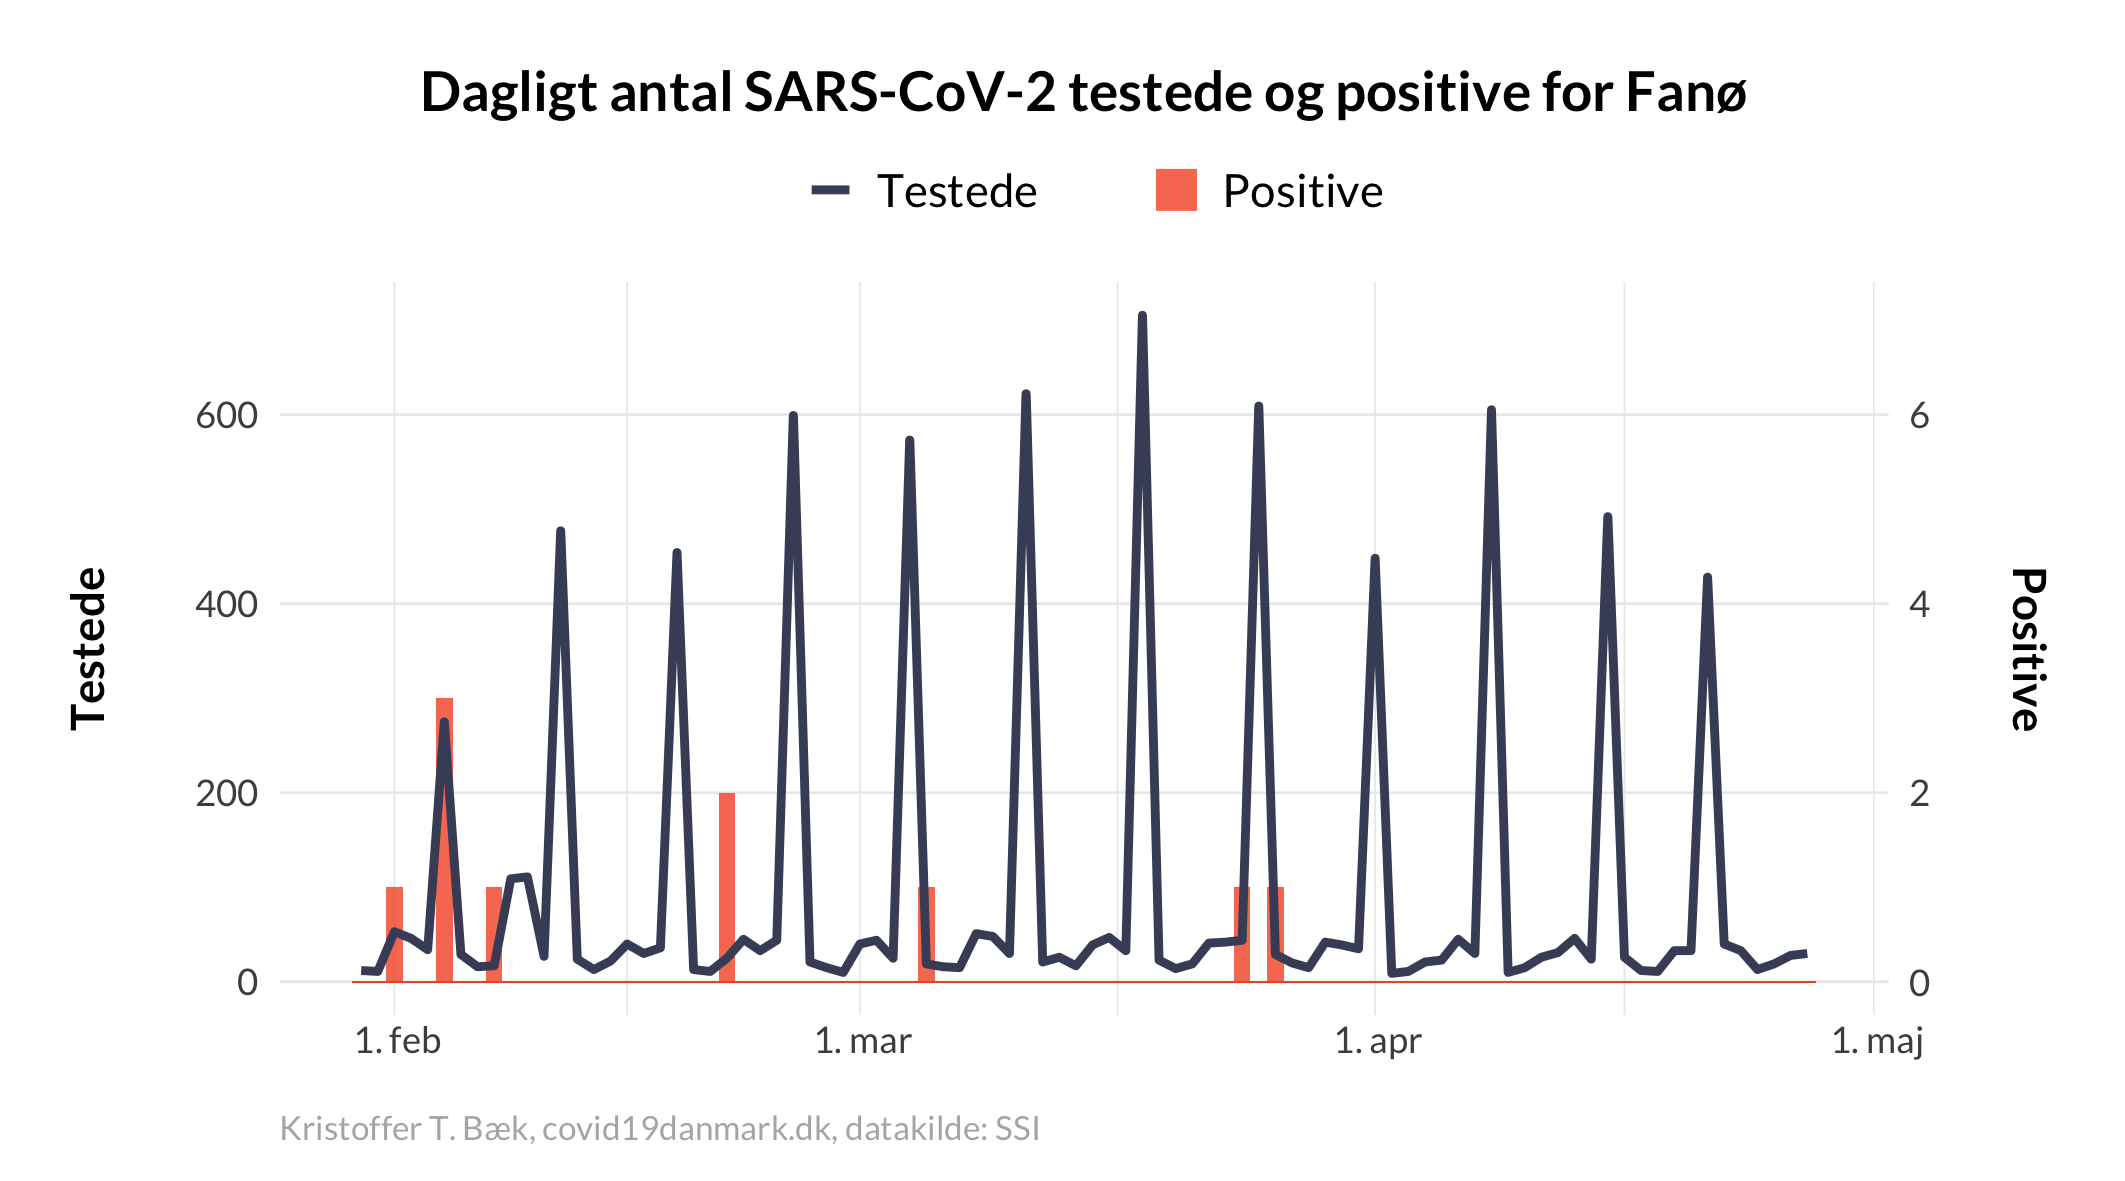 Dagligt antal SARS-CoV-2 testede og positive for Fanø
Testede Positive
600 6
400 4
200 2
0 0
Testede
Positive
1. feb 1. mar 1. apr 1. maj
Kristoffer T. Bæk, covid19danmark.dk, datakilde: SSI